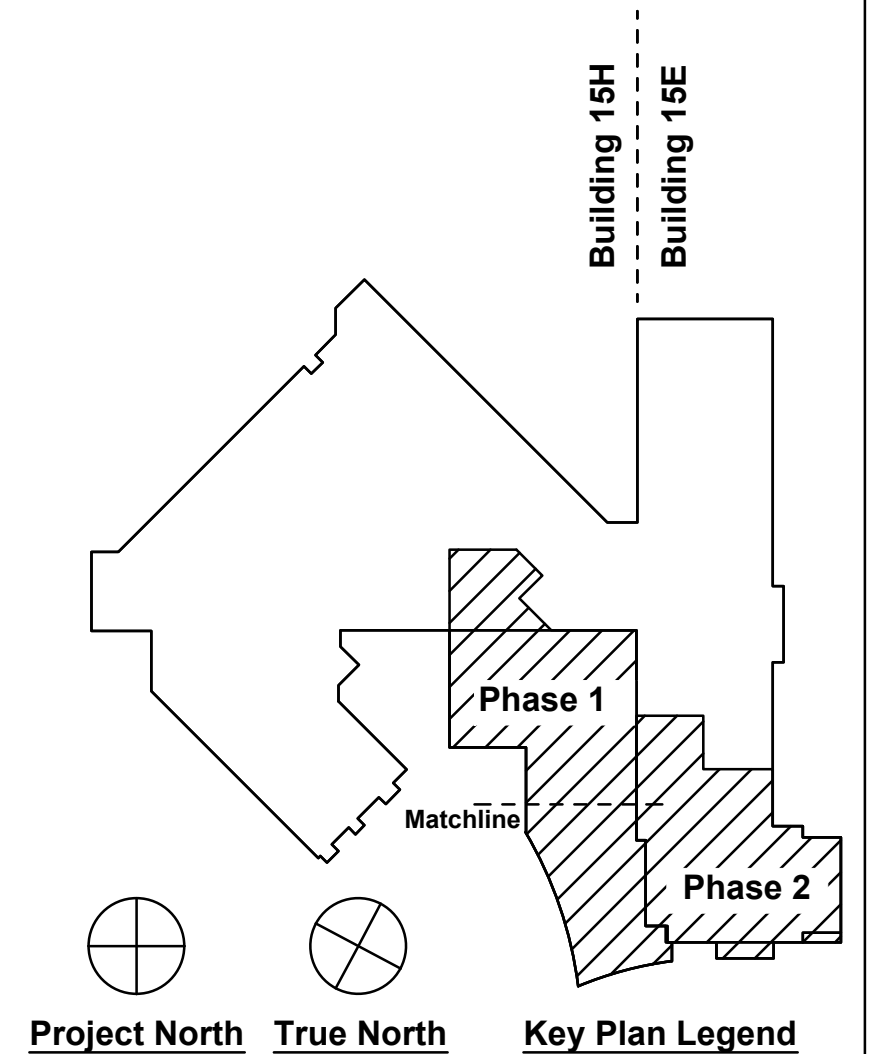 Building 15H
Building 15E
Phase 1
Matchline
Phase 2
Project North
True North
Key Plan Legend